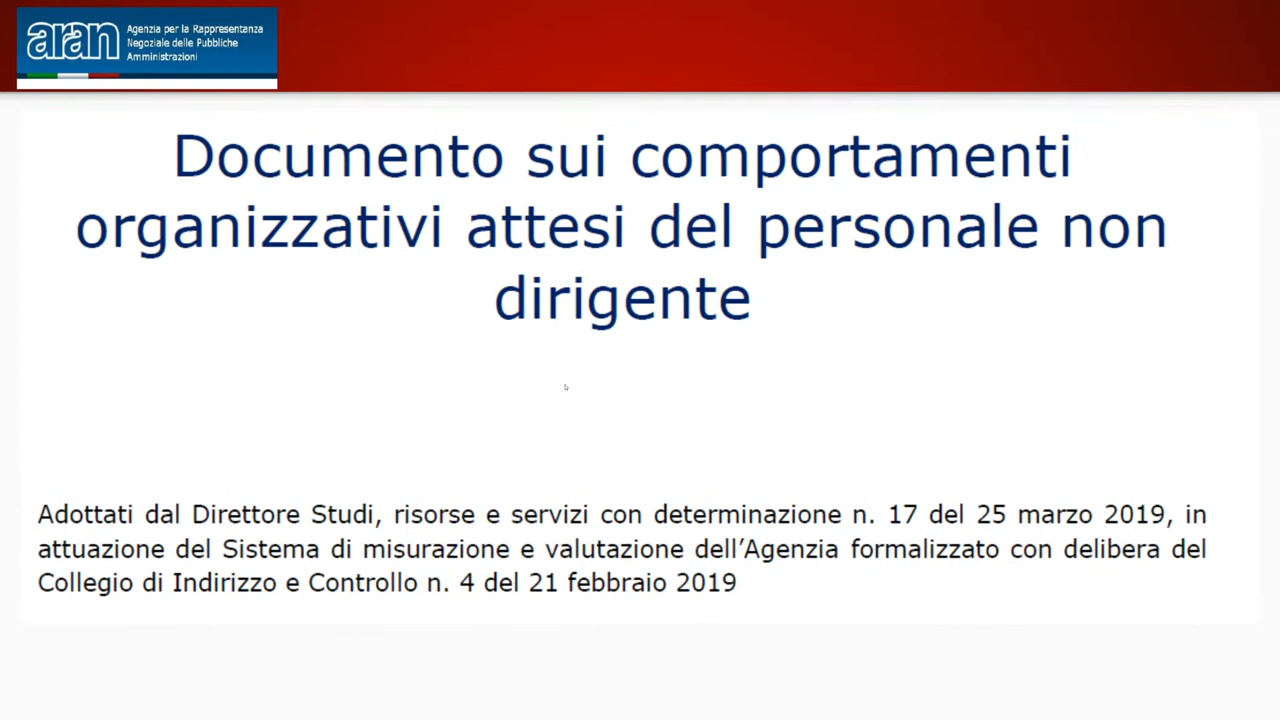 aran
Agenzia per la Rappresentanza
Negoziale delle Pubbliche
Amministrazioni
Documento sui comportamenti
organizzativi attesi del personale non
dirigente
Adottati dal Direttore Studi, risorse e servizi con determinazione n. 17 del 25 marzo 2019, in
attuazione del Sistema di misurazione e valutazione dell’Agenzia formalizzato con delibera del
Collegio di Indirizzo e Controllo n. 4 del 21 febbraio 2019